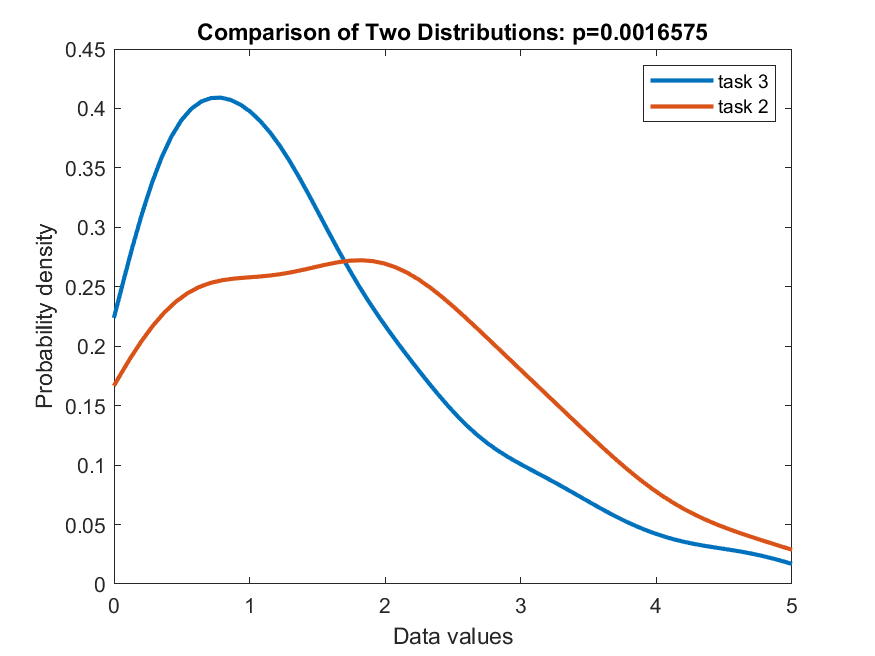 Comparison of Two Distributions: p=0.0016575
task 3
task 2
Probability density
0.45
0.4
0.35
0.3
0.25
0.2
0.15
0.1
0.05
0
0 1 2 3 4 5
Data values